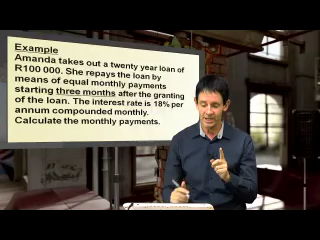 Example
Amanda takes out a twenty year loan of
R100 000. She repays the loan by
means of equal monthly payments
starting three months after the granting
of the loan. The interest rate is 18% per
annum compounded monthly.
Calculate the monthly payments.